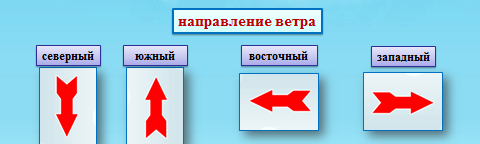 направление ветра
северный
южный
восточный
западный